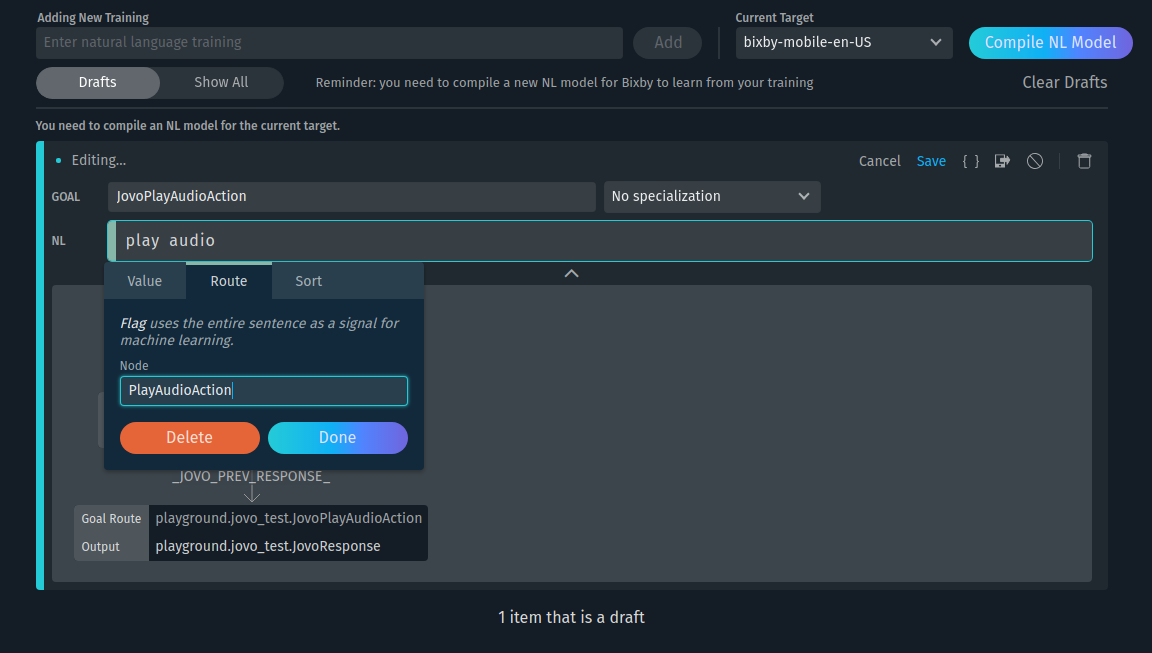 Adding New Training
Current Target
Enter natural language training
Add
bixby-mobile-en-US
Compile NL Model
Drafts
Show All
Reminder: you need to compile a new NL model for Bixby to learn from your training
Clear Drafts
You need to compile an NL model for the current target.
Editing...
Cancel
Save
{ }
GOAL
JovoPlayAudioAction
No specialization
NL
play audio
Value
Route
Sort
Flag uses the entire sentence as a signal for
machine learning.
Node
PlayAudioAction
Delete
Done
_JOVO_PREV_RESPONSE_
Goal Route
playground.jovo_test.JovoPlayAudioAction
Output
playground.jovo_test.JovoResponse
1 item that is a draft